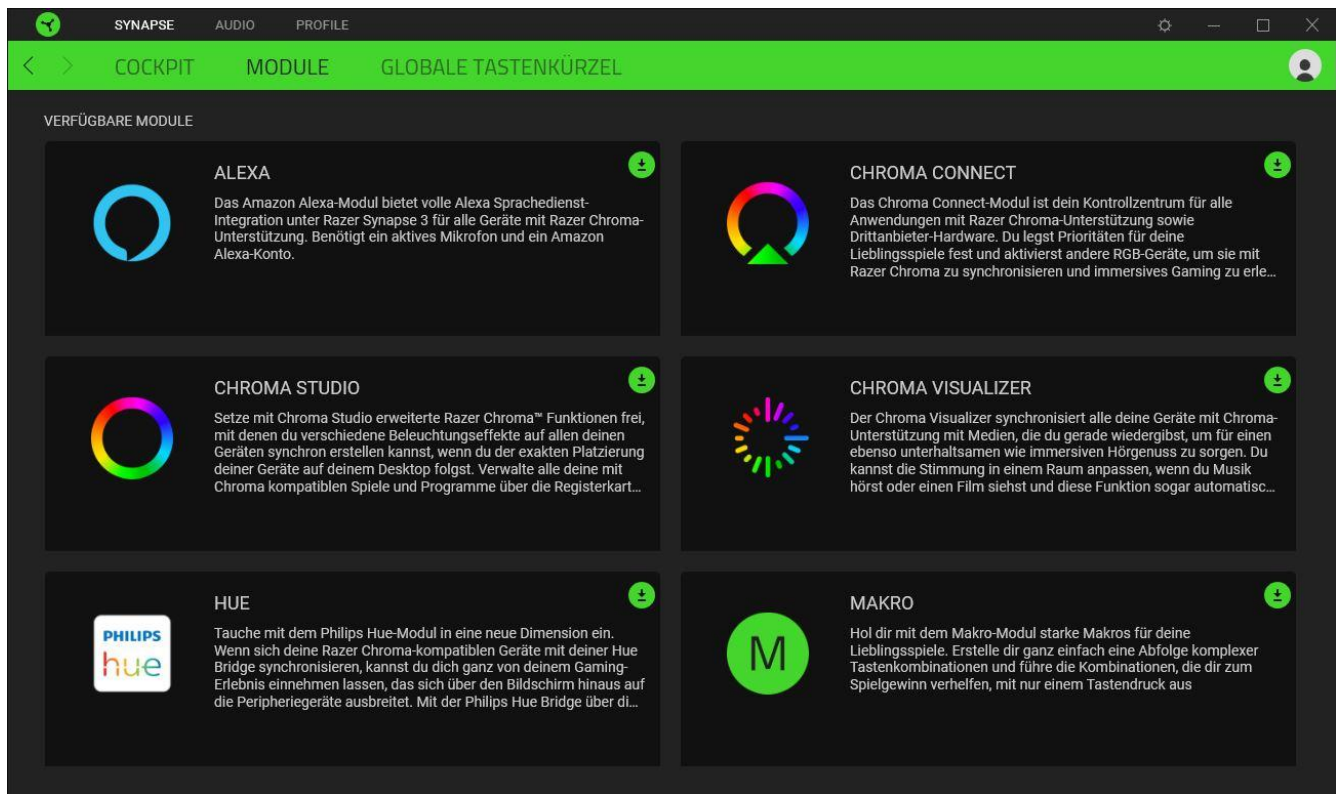 SYNAPSE AUDIO PROFILE
COCKPIT MODULE GLOBALE TASTENKÜRZEL
VERFÜGBARE MODULE
ALEXA
Das Amazon Alexa-Modul bietet volle Alexa Sprachedienst-
Integration unter Razer Synapse 3 für alle Geräte mit Razer Chroma-
Unterstützung. Benötigt ein aktives Mikrofon und ein Amazon
Alexa-Konto.
CHROMA CONNECT
Das Chroma Connect-Modul ist dein Kontrollzentrum für alle
Anwendungen mit Razer Chroma-Unterstützung sowie
Drittanbieter-Hardware. Du legst Prioritäten für deine
Lieblingsspiele fest und aktivierst andere RGB-Geräte, um sie mit
Razer Chroma zu synchronisieren und immersives Gaming zu erle...
CHROMA STUDIO
Setze mit Chroma Studio erweiterte Razer Chroma™ Funktionen frei,
mit denen du verschiedene Beleuchtungseffekte auf allen deinen
Geräten synchron erstellen kannst, wenn du der exakten Platzierung
deiner Geräte auf deinem Desktop folgst. Verwalte alle deine mit
Chroma kompatiblen Spiele und Programme über die Registerkart...
CHROMA VISUALIZER
Der Chroma Visualizer synchronisiert alle deine Geräte mit Chroma-
Unterstützung mit Medien, die du gerade wiedergibst, um für einen
ebenso unterhaltsamen wie immersiven Hörgenuss zu sorgen. Du
kannst die Stimmung in einem Raum anpassen, wenn du Musik
hörst oder einen Film siehst und diese Funktion sogar automatisc...
PHILIPS
hue
HUE
Tauche mit dem Philips Hue-Modul in eine neue Dimension ein.
Wenn sich deine Razer Chroma-kompatiblen Geräte mit deiner Hue
Bridge synchronisieren, kannst du dich ganz von deinem Gaming-
Erlebnis einnehmen lassen, das sich über den Bildschirm hinaus auf
die Peripheriegeräte ausbreitet. Mit der Philips Hue Bridge über di...
M
MAKRO
Hol dir mit dem Makro-Modul starke Makros für deine
Lieblingsspiele. Erstelle dir ganz einfach eine Abfolge komplexer
Tastenkombinationen und führe die Kombinationen, die dir zum
Spielgewinn verhelfen, mit nur einem Tastendruck aus